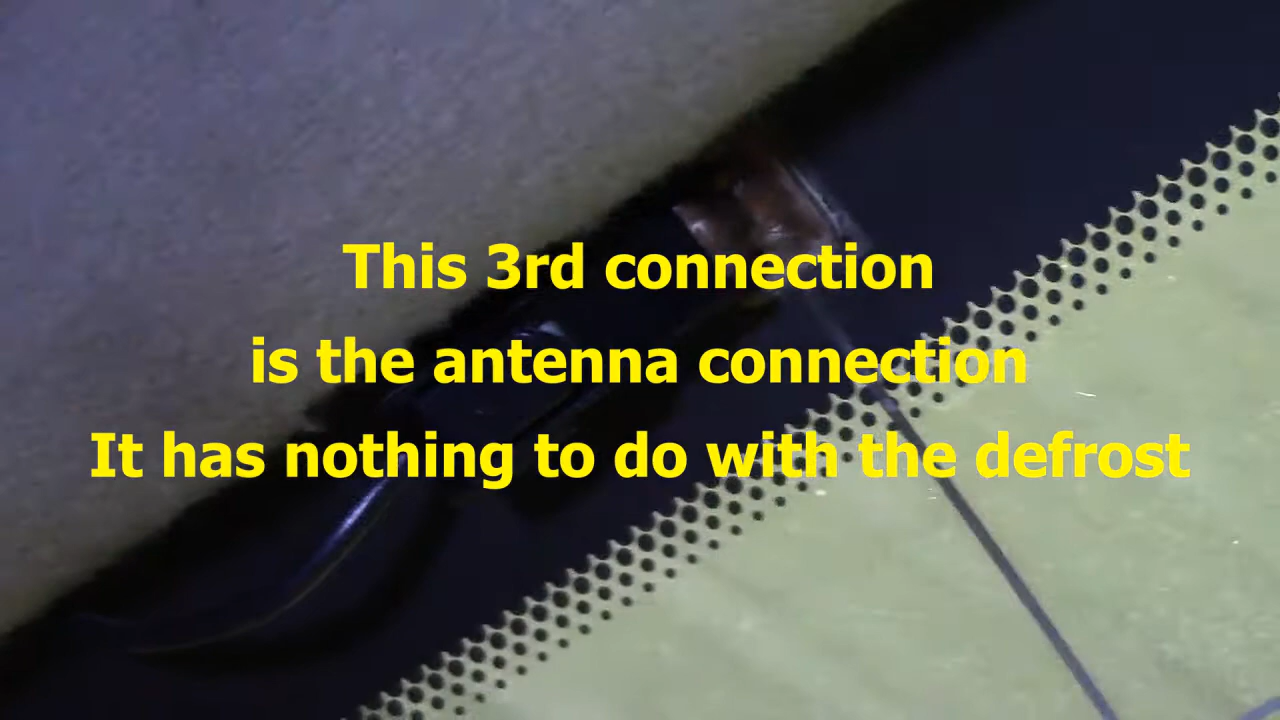 This 3rd connection
is the antenna connection
It has nothing to do with the defrost